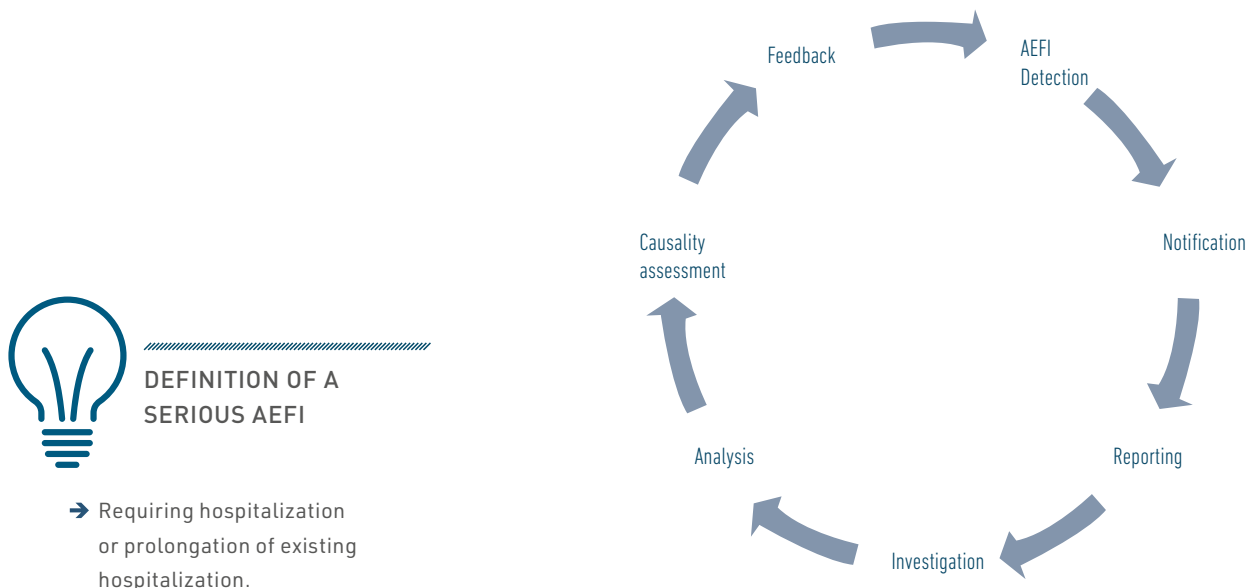 Feedback
AEFI
Detection
Notification
Reporting
Investigation
Analysis
Causality
assessment
DEFINITION OF A
SERIOUS AEFI
➔ Requiring hospitalization
or prolongation of existing
hospitalization.